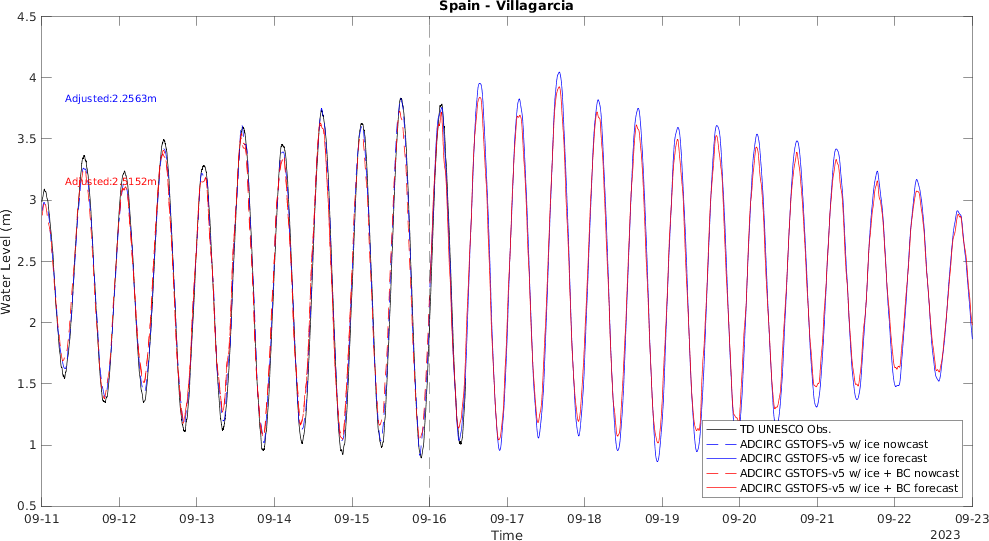 Spain - Villagarcia
4.5
4
3.5
3
2.5
2
1.5
1
0.5
Water Level (m)
Adjusted:2.2563m
Adjusted:2.5152m
TD UNESCO Obs.
ADCIRC GSTOFS-v5 w/ ice nowcast
ADCIRC GSTOFS-v5 w/ ice forecast
ADCIRC GSTOFS-v5 w/ ice + BC nowcast
ADCIRC GSTOFS-v5 w/ ice + BC forecast
09-11 09-12 09-13 09-14 09-15 09-16 09-17 09-18 09-19 09-20 09-21 09-22 09-23
Time
2023